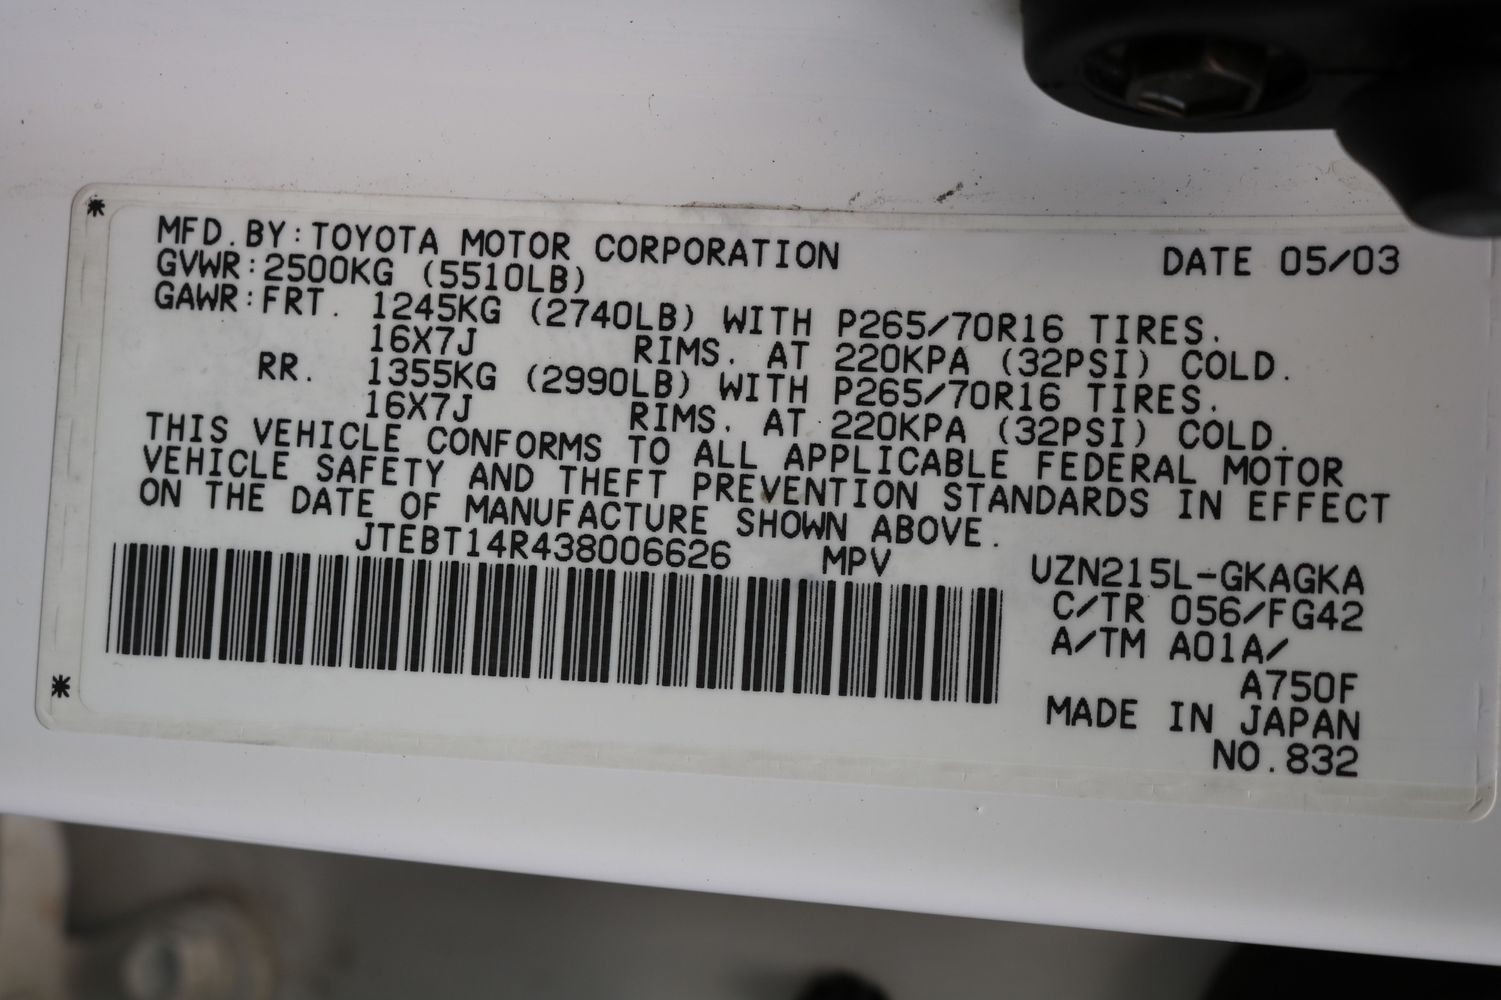 MFD.BY:TOYOTA MOTOR CORPORATION DATE 05/03
GVWR:2500KG (5510LB)
GAWR:FRT. 1245KG (2740LB) WITH P265/70R16 TIRES.
16X7J RIMS. AT 220KPA (32PSI) COLD.
RR. 1355KG (2990LB) WITH P265/70R16 TIRES.
16X7J RIMS. AT 220KPA (32PSI) COLD.
THIS VEHICLE CONFORMS TO ALL APPLICABLE FEDERAL MOTOR
VEHICLE SAFETY AND THEFT PREVENTION STANDARDS IN EFFECT
ON THE DATE OF MANUFACTURE SHOWN ABOVE.
JTEBT14R438006626 MPV UZN215L-GKAGKA
C/TR 056/FG42
A/TM A01A/
A750F
MADE IN JAPAN
NO.832